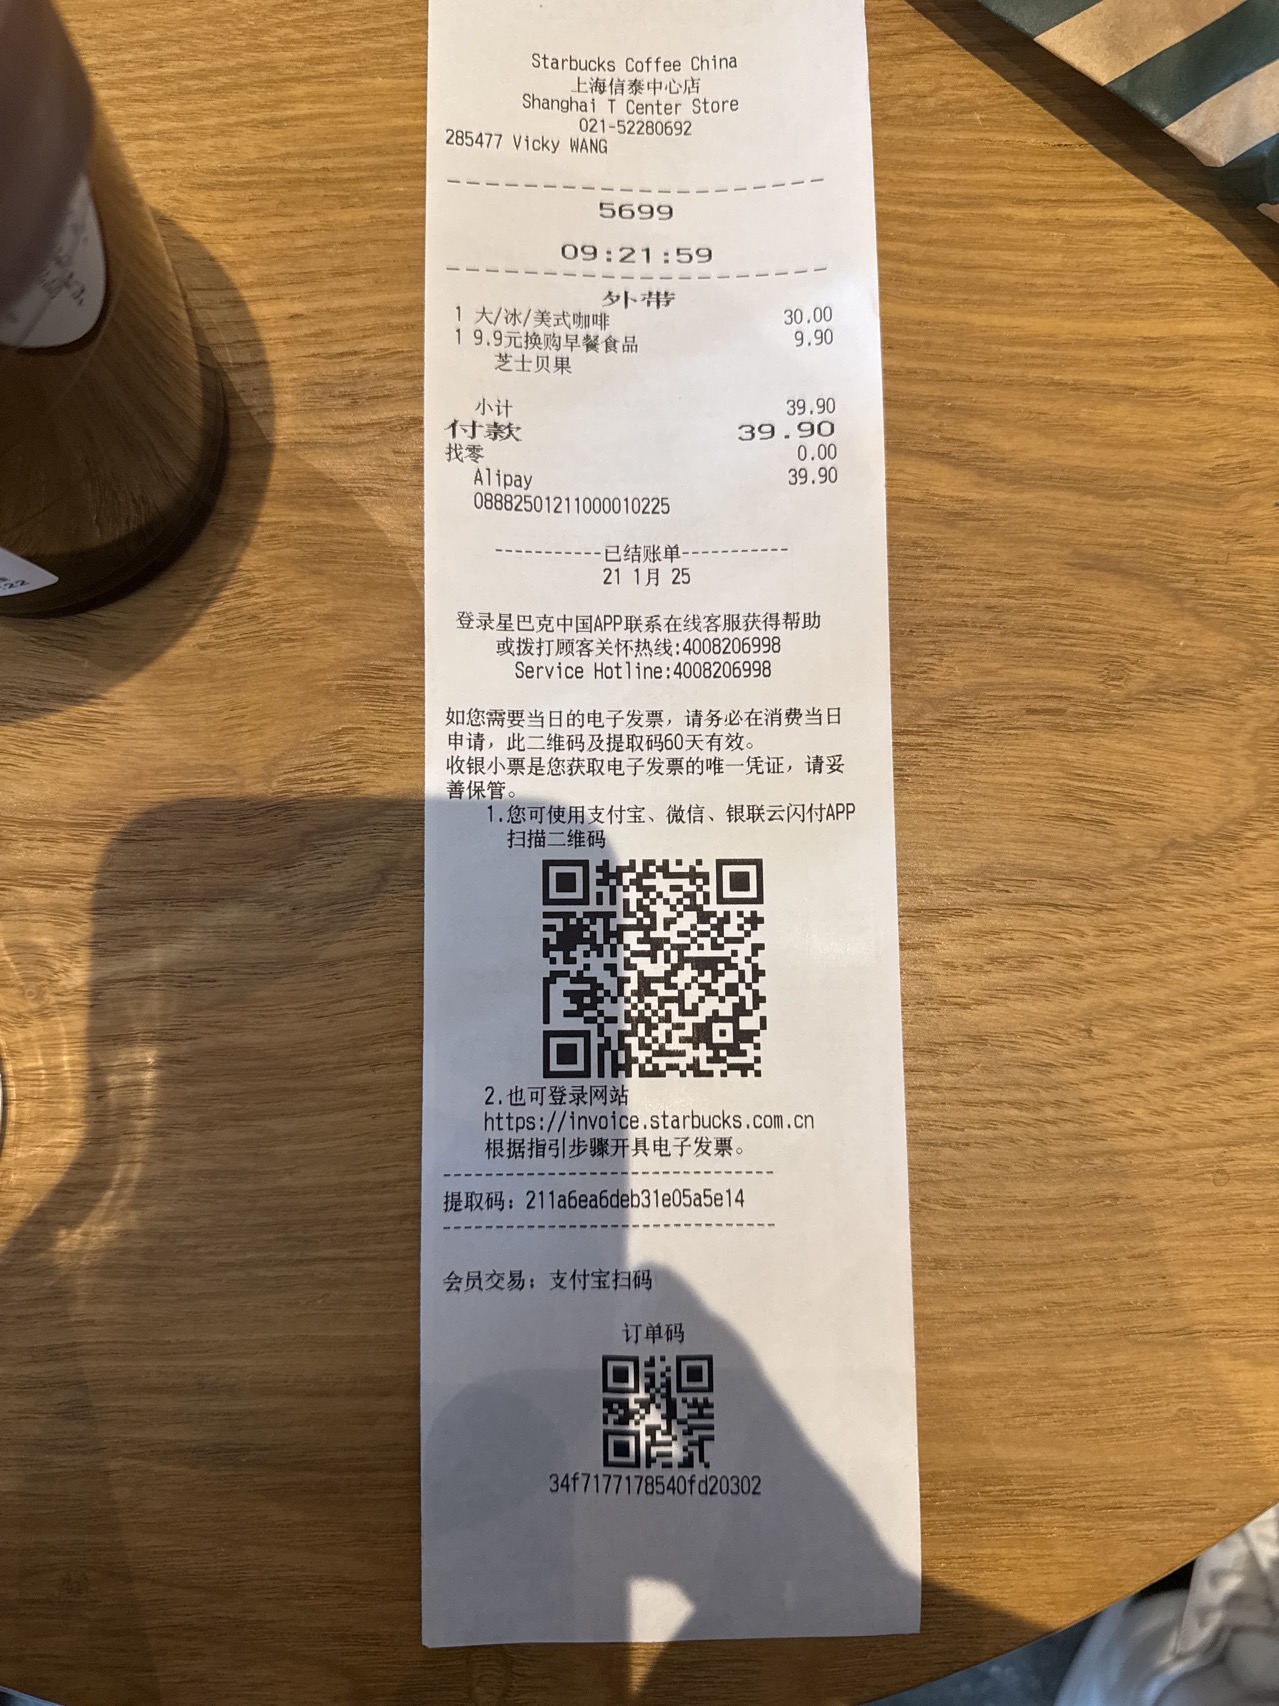 Starbucks Coffee China
上海信泰中心店
Shanghai T Center Store
021-52280692
285477 Vicky WANG
5699
09:21:59
外带
1 大/冰/美式咖啡 30.00
1 9.9元换购早餐食品 9.90
芝士贝果
小计 39.90
付款 39.90
找零 0.00
Alipay 39.90
08882501211000010225
-----------已结账单-----------
21 1月 25
登录星巴克中国APP联系在线客服获得帮助
或拨打顾客关怀热线:4008206998
Service Hotline:4008206998
如您需要当日的电子发票，请务必在消费当日
申请，此二维码及提取码60天有效。
收银小票是您获取电子发票的唯一凭证，请妥
善保管。
1.您可使用支付宝、微信、银联云闪付APP
扫描二维码
2.也可登录网站
https://invoice.starbucks.com.cn
根据指引步骤开具电子发票。
提取码：211a6ea6deb31e05a5e14
会员交易：支付宝扫码
订单码
34f7177178540fd20302